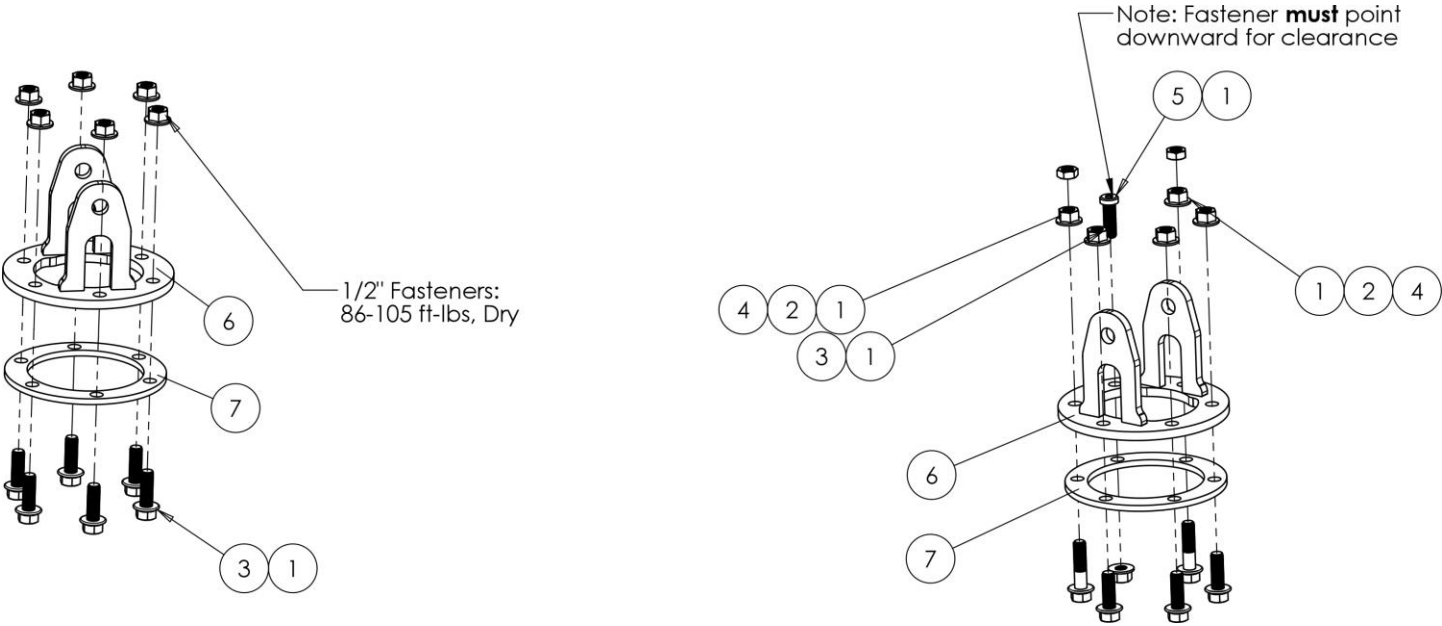 Note: Fastener must point
downward for clearance
5 1
1/2" Fasteners:
86-105 ft-lbs, Dry
6
7
3 1
4 2 1
3 1
1 2 4
6
7